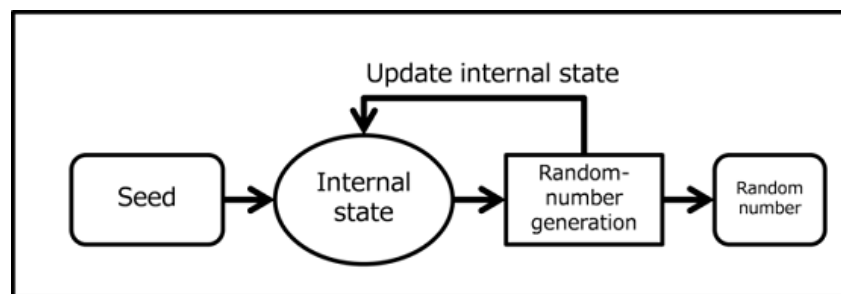 Update internal state
Seed
Internal
state
Random-
number
generation
Random
number